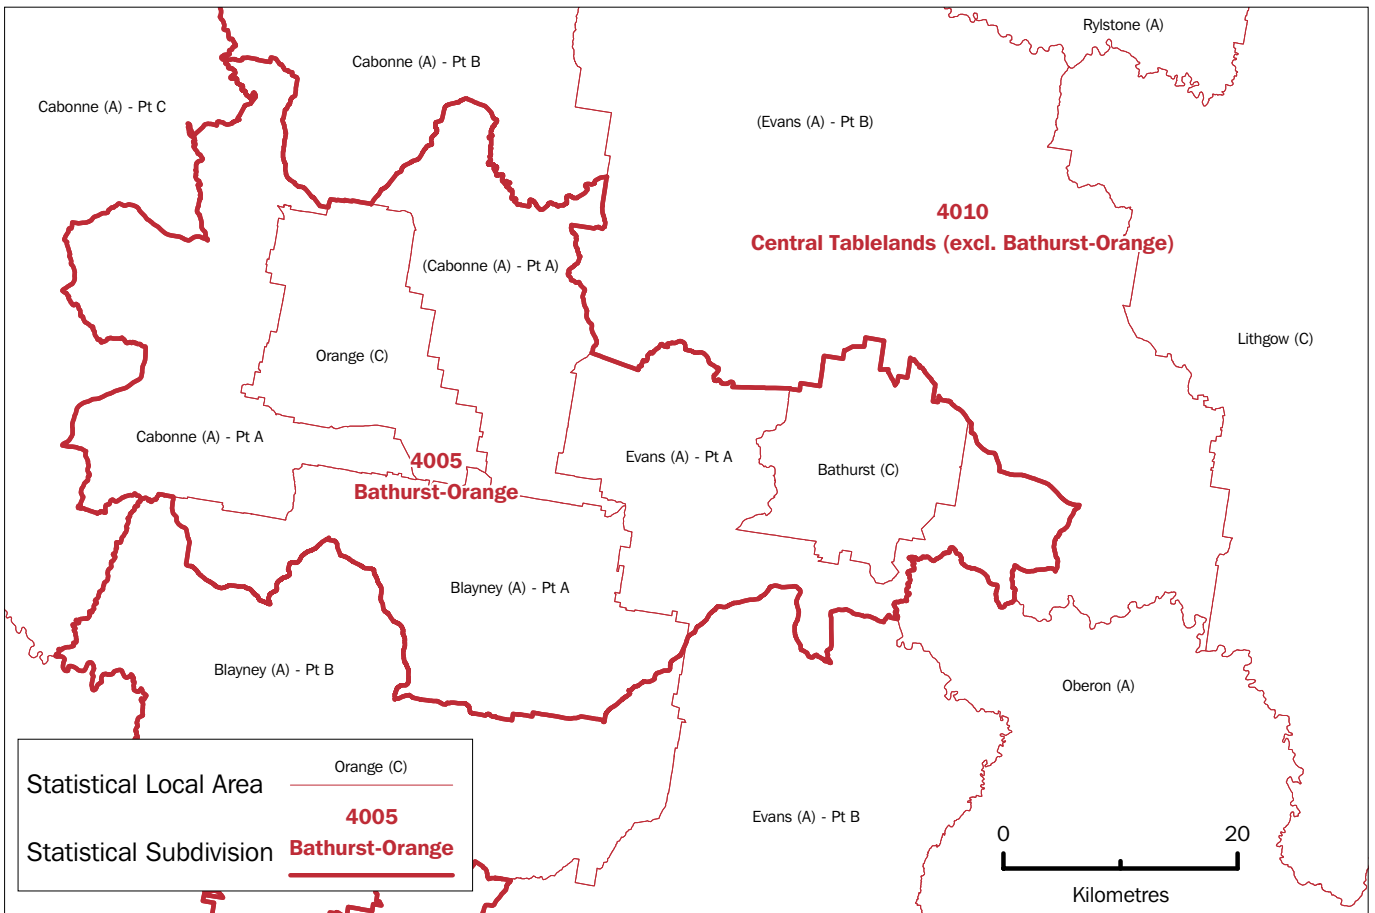 Rylstone (A)
Cabonne (A) - Pt B
Cabonne (A) - Pt C
(Evans (A) - Pt B)
4010
Central Tablelands (excl. Bathurst-Orange)
(Cabonne (A) - Pt A)
Lithgow (C)
Orange (C)
Cabonne (A) - Pt A
4005
Bathurst-Orange
Evans (A) - Pt A
Bathurst (C)
Blayney (A) - Pt A
Blayney (A) - Pt B
Oberon (A)
Evans (A) - Pt B
Statistical Local Area
Orange (C)
Statistical Subdivision
4005
Bathurst-Orange
0 20
Kilometres